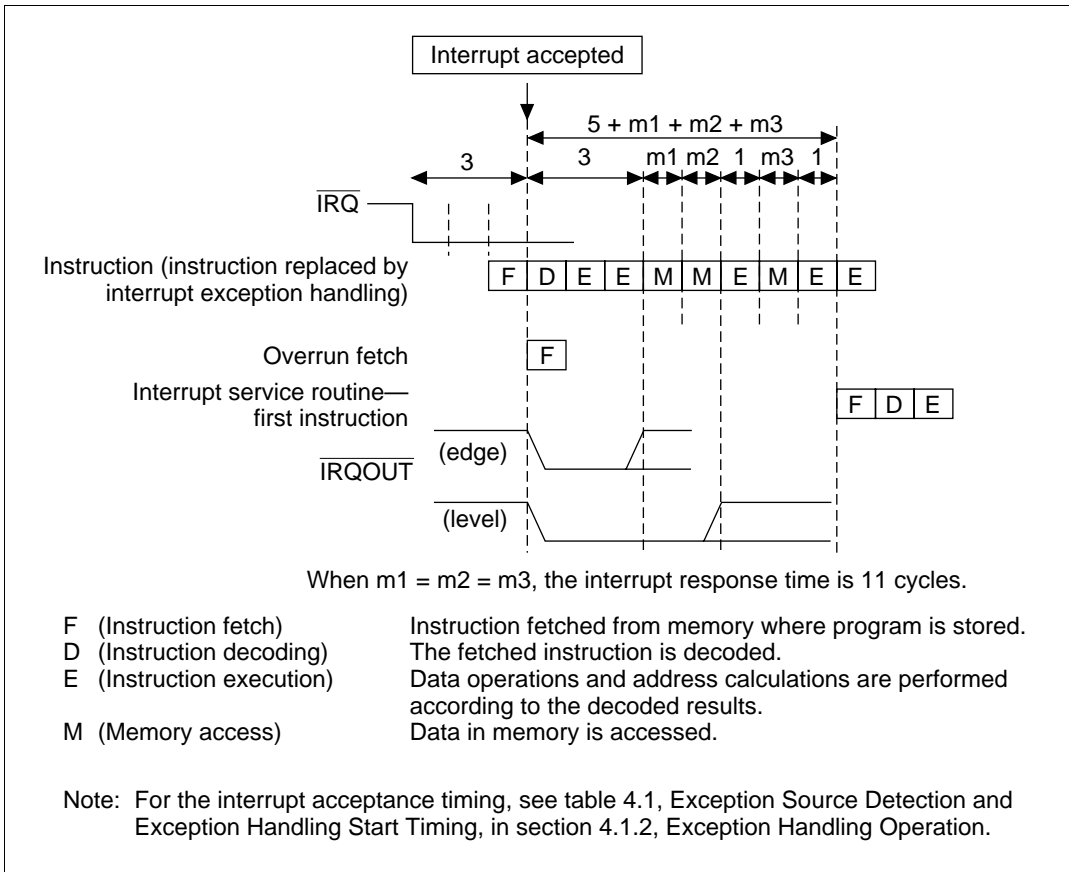 Interrupt accepted
5 + m1 + m2 + m3
3 3 m1 m2 1 m3 1
IRQ
Instruction (instruction replaced by
interrupt exception handling)
F D E E M M E M E E
Overrun fetch
F
Interrupt service routine—
first instruction
F D E
(edge)
IRQOUT
(level)
When m1 = m2 = m3, the interrupt response time is 11 cycles.
F (Instruction fetch) Instruction fetched from memory where program is stored.
D (Instruction decoding) The fetched instruction is decoded.
E (Instruction execution) Data operations and address calculations are performed
according to the decoded results.
M (Memory access) Data in memory is accessed.
Note: For the interrupt acceptance timing, see table 4.1, Exception Source Detection and
Exception Handling Start Timing, in section 4.1.2, Exception Handling Operation.